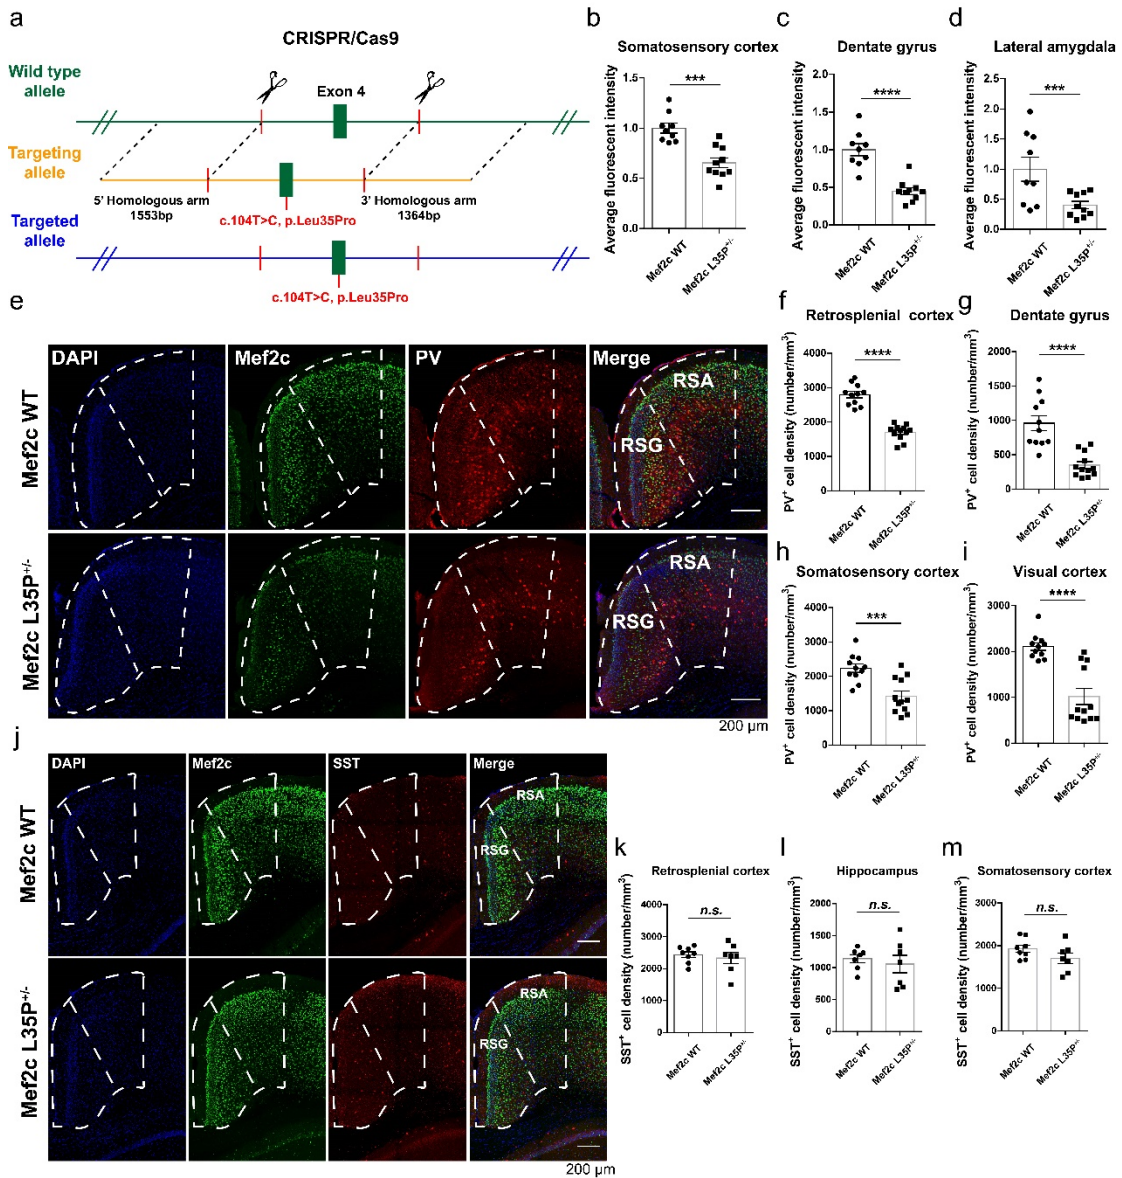 a
CRISPR/Cas9
Wild type
allele
Exon 4
Targeting
allele
5' Homologous arm
1553bp
3' Homologous arm
1364bp
c.104T>C, p.Leu35Pro
Targeted
allele
c.104T>C, p.Leu35Pro
b
Somatosensory cortex
Average fluorescent intensity
1.5
1.0
0.5
0.0
***
Mef2c WT
Mef2c L35P+/-
c
Dentate gyrus
Average fluorescent intensity
2.0
1.5
1.0
0.5
0.0
****
Mef2c WT
Mef2c L35P+/-
d
Lateral amygdala
Average fluorescent intensity
2.5
2.0
1.5
1.0
0.5
0.0
***
Mef2c WT
Mef2c L35P+/-
e
DAPI
Mef2c
PV
Merge
Mef2c WT
RSA
RSG
Mef2c L35P+/-
RSA
RSG
200 µm
f
Retrosplenial cortex
PV+ cell density (number/mm3)
4000
3000
2000
1000
0
****
Mef2c WT
Mef2c L35P+/-
g
Dentate gyrus
PV+ cell density (number/mm3)
2000
1500
1000
500
0
****
Mef2c WT
Mef2c L35P+/-
h
Somatosensory cortex
PV+ cell density (number/mm3)
4000
3000
2000
1000
0
***
Mef2c WT
Mef2c L35P+/-
i
Visual cortex
PV+ cell density (number/mm3)
3000
2000
1000
0
****
Mef2c WT
Mef2c L35P+/-
j
DAPI
Mef2c
SST
Merge
Mef2c WT
RSA
RSG
Mef2c L35P+/-
RSA
RSG
200 µm
k
Retrosplenial cortex
SST+ cell density (number/mm3)
4000
3000
2000
1000
0
n.s.
Mef2c WT
Mef2c L35P+/-
l
Hippocampus
SST+ cell density (number/mm3)
2000
1500
1000
500
0
n.s.
Mef2c WT
Mef2c L35P+/-
m
Somatosensory cortex
SST+ cell density (number/mm3)
3000
2000
1000
0
n.s.
Mef2c WT
Mef2c L35P+/-